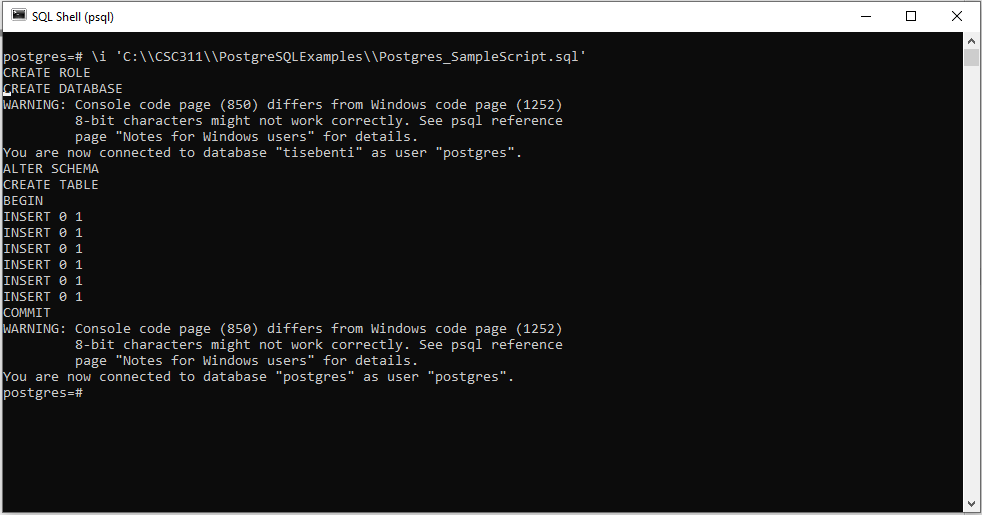 SQL Shell (psql)
postgres=# \i 'C:\\CSC311\\PostgreSQLExamples\\Postgres_SampleScript.sql'
CREATE ROLE
CREATE DATABASE
WARNING: Console code page (850) differs from Windows code page (1252)
         8-bit characters might not work correctly. See psql reference
         page "Notes for Windows users" for details.
You are now connected to database "tisebenti" as user "postgres".
ALTER SCHEMA
CREATE TABLE
BEGIN
INSERT 0 1
INSERT 0 1
INSERT 0 1
INSERT 0 1
INSERT 0 1
INSERT 0 1
COMMIT
WARNING: Console code page (850) differs from Windows code page (1252)
         8-bit characters might not work correctly. See psql reference
         page "Notes for Windows users" for details.
You are now connected to database "postgres" as user "postgres".
postgres=#